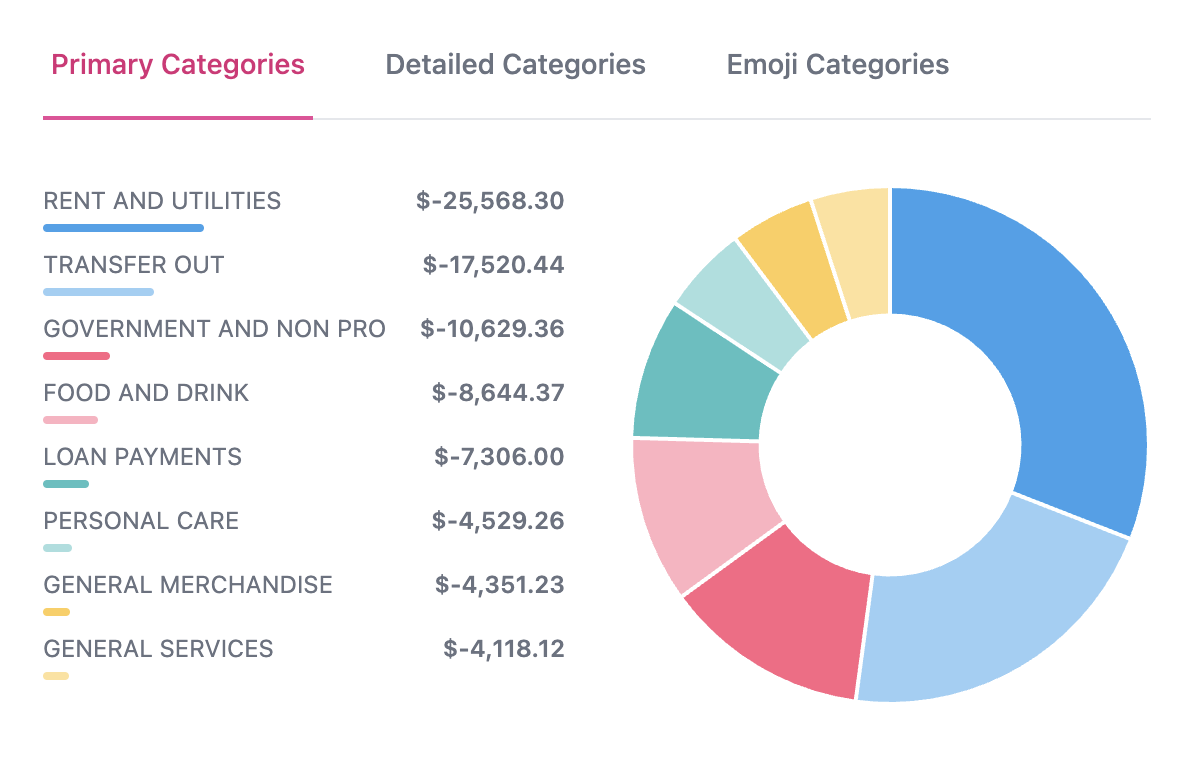 Primary Categories Detailed Categories Emoji Categories
RENT AND UTILITIES $-25,568.30
TRANSFER OUT $-17,520.44
GOVERNMENT AND NON PRO $-10,629.36
FOOD AND DRINK $-8,644.37
LOAN PAYMENTS $-7,306.00
PERSONAL CARE $-4,529.26
GENERAL MERCHANDISE $-4,351.23
GENERAL SERVICES $-4,118.12